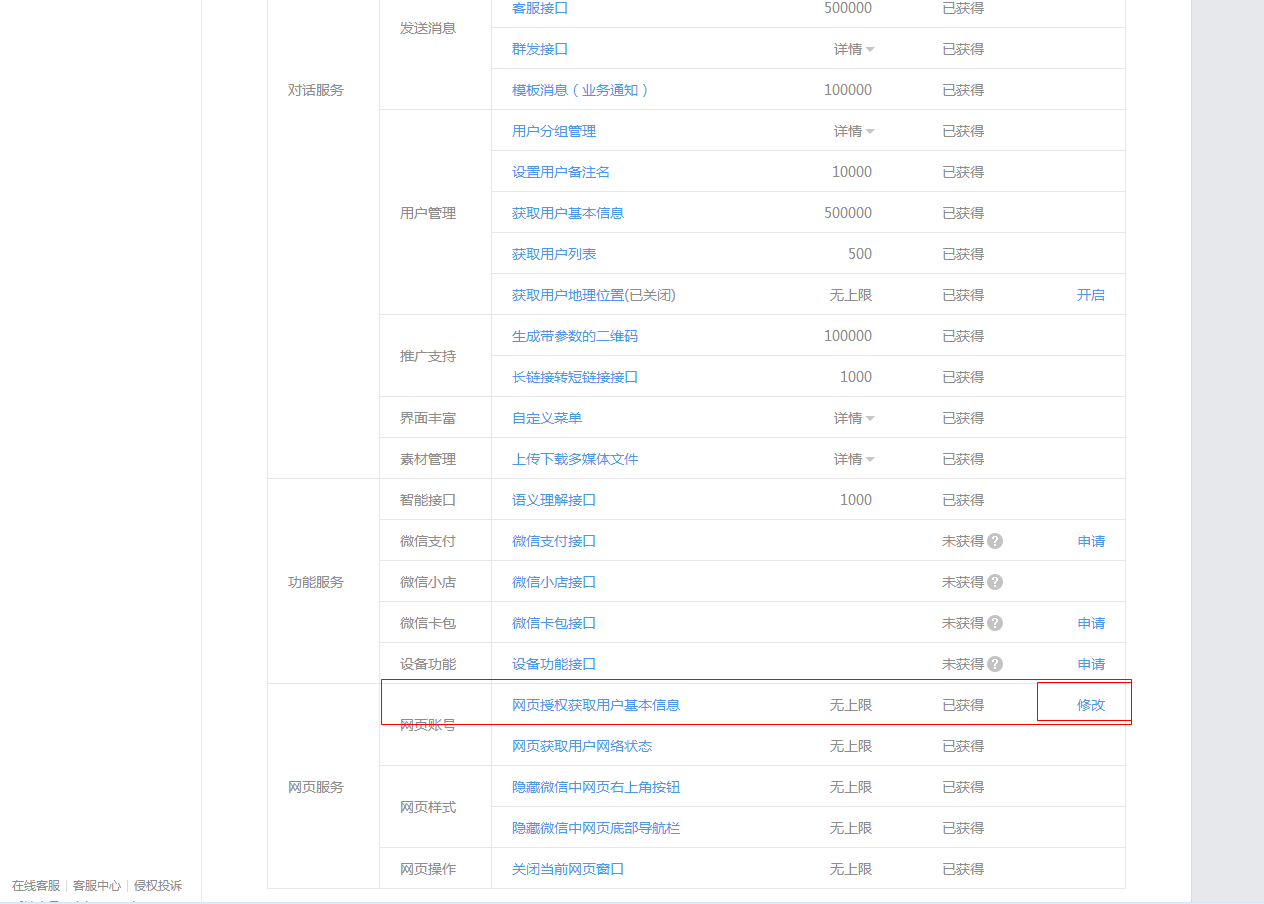 客服接口 500000 已获得
发送消息
群发接口 详情 已获得
对话服务 模板消息（业务通知） 100000 已获得
用户分组管理 详情 已获得
设置用户备注名 10000 已获得
用户管理 获取用户基本信息 500000 已获得
获取用户列表 500 已获得
获取用户地理位置(已关闭) 无上限 已获得 开启
生成带参数的二维码 100000 已获得
推广支持
长链接转短链接接口 1000 已获得
界面丰富 自定义菜单 详情 已获得
素材管理 上传下载多媒体文件 详情 已获得
智能接口 语义理解接口 1000 已获得
微信支付 微信支付接口 未获得 ? 申请
功能服务 微信小店 微信小店接口 未获得 ?
微信卡包 微信卡包接口 未获得 ? 申请
设备功能 设备功能接口 未获得 ? 申请
网页授权获取用户基本信息 无上限 已获得 修改
网页账号
网页获取用户网络状态 无上限 已获得
网页服务 隐藏微信中网页右上角按钮 无上限 已获得
网页样式
隐藏微信中网页底部导航栏 无上限 已获得
网页操作 关闭当前网页窗口 无上限 已获得
在线客服 客服中心 侵权投诉